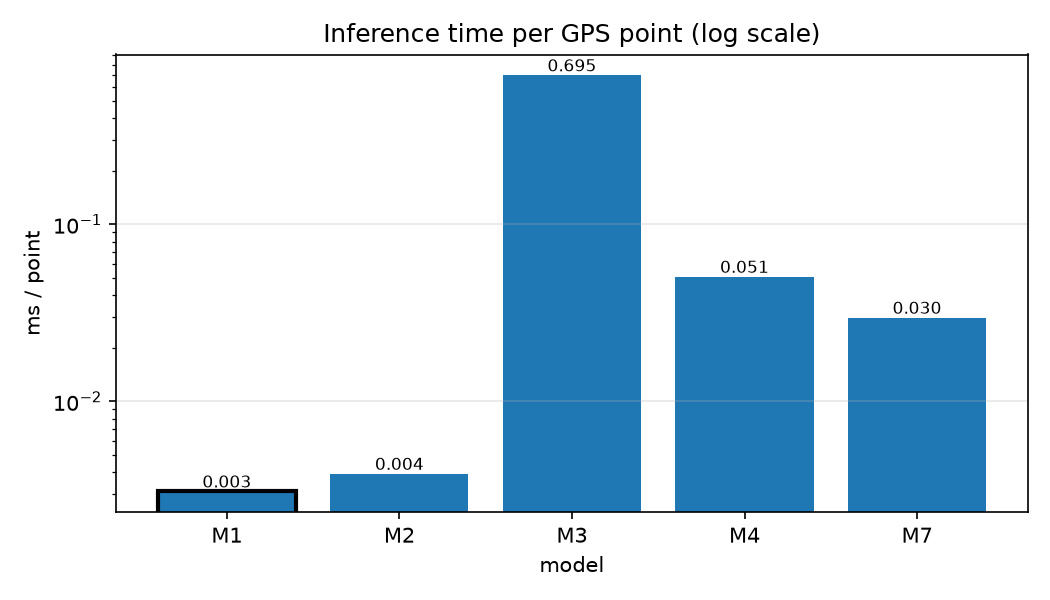 Inference time per GPS point (log scale)
ms / point
10⁻¹
10⁻²
0.003
0.004
0.695
0.051
0.030
M1 M2 M3 M4 M7
model